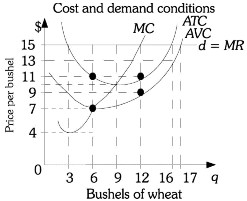 Cost and demand conditions
$
MC
ATC
AVC
d = MR
15
13
11
9
7
4
0
3 6 9 12 16 17 q
Price per bushel
Bushels of wheat